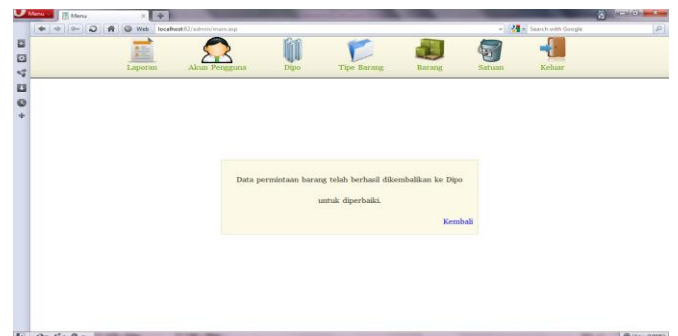 Menu
Menu
Web localhost:82/admin/main.asp
Search with Google
Laporan
Akun Pengguna
Dipo
Tipe Barang
Barang
Satuan
Keluar
Data permintaan barang telah berhasil dikembalikan ke Dipo
untuk diperbaiki.
Kembali